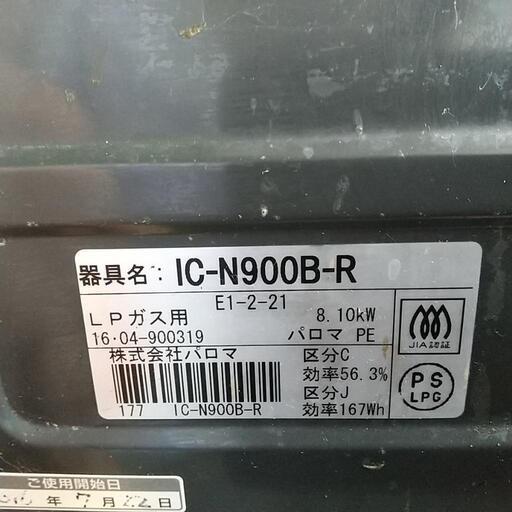 器具名: IC-N900B-R
E1-2-21
LPガス用 8.10kW
16・04-900319 パロマ PE
株式会社パロマ
区分C
効率56.3%
区分J
効率167Wh
177 IC-N900B-R
JIA認証
PS
LPG
ご使用開始日
年7月22日